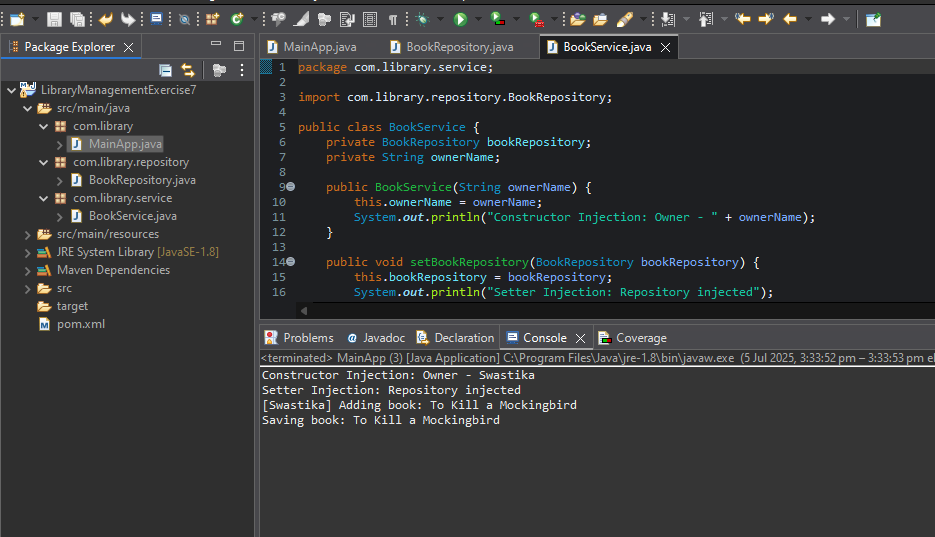 Package Explorer
LibraryManagementExercise7
src/main/java
com.library
MainApp.java
com.library.repository
BookRepository.java
com.library.service
BookService.java
src/main/resources
JRE System Library [JavaSE-1.8]
Maven Dependencies
src
target
pom.xml
MainApp.java BookRepository.java BookService.java
1 package com.library.service;
2
3 import com.library.repository.BookRepository;
4
5 public class BookService {
6 private BookRepository bookRepository;
7 private String ownerName;
8
9 public BookService(String ownerName) {
10 this.ownerName = ownerName;
11 System.out.println("Constructor Injection: Owner - " + ownerName);
12 }
13
14 public void setBookRepository(BookRepository bookRepository) {
15 this.bookRepository = bookRepository;
16 System.out.println("Setter Injection: Repository injected");
Problems Javadoc Declaration Console Coverage
<terminated> MainApp (3) [Java Application] C:\Program Files\Java\jre-1.8\bin\javaw.exe (5 Jul 2025, 3:33:52 pm – 3:33:53 pm el
Constructor Injection: Owner - Swastika
Setter Injection: Repository injected
[Swastika] Adding book: To Kill a Mockingbird
Saving book: To Kill a Mockingbird